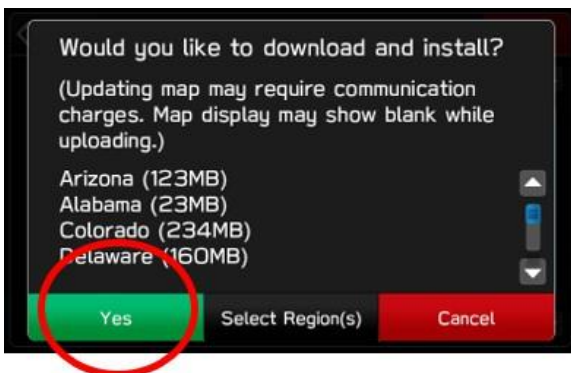 Would you like to download and install?
(Updating map may require communication
charges. Map display may show blank while
uploading.)
Arizona (123MB)
Alabama (23MB)
Colorado (234MB)
Delaware (160MB)
Yes Select Region(s) Cancel